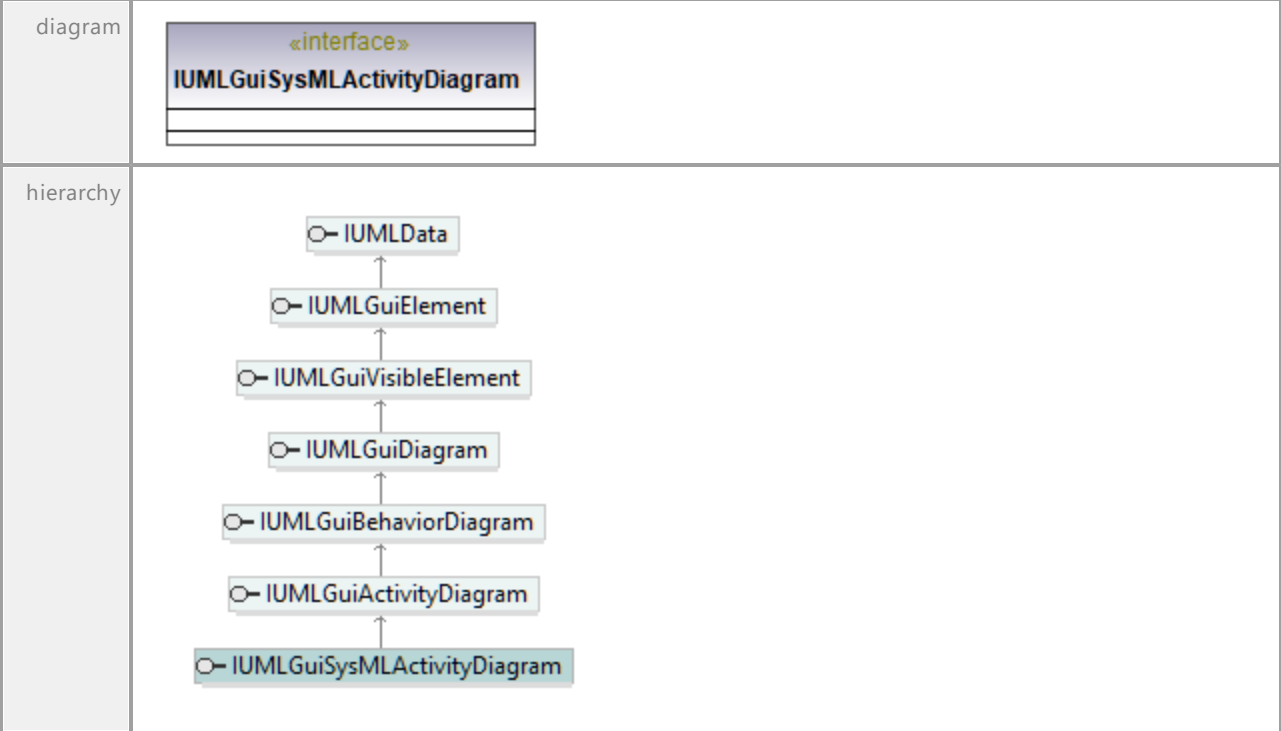 diagram
«interface»
IUMLGuiSysMLActivityDiagram
hierarchy
IUMLData
IUMLGuiElement
IUMLGuiVisibleElement
IUMLGuiDiagram
IUMLGuiBehaviorDiagram
IUMLGuiActivityDiagram
IUMLGuiSysMLActivityDiagram